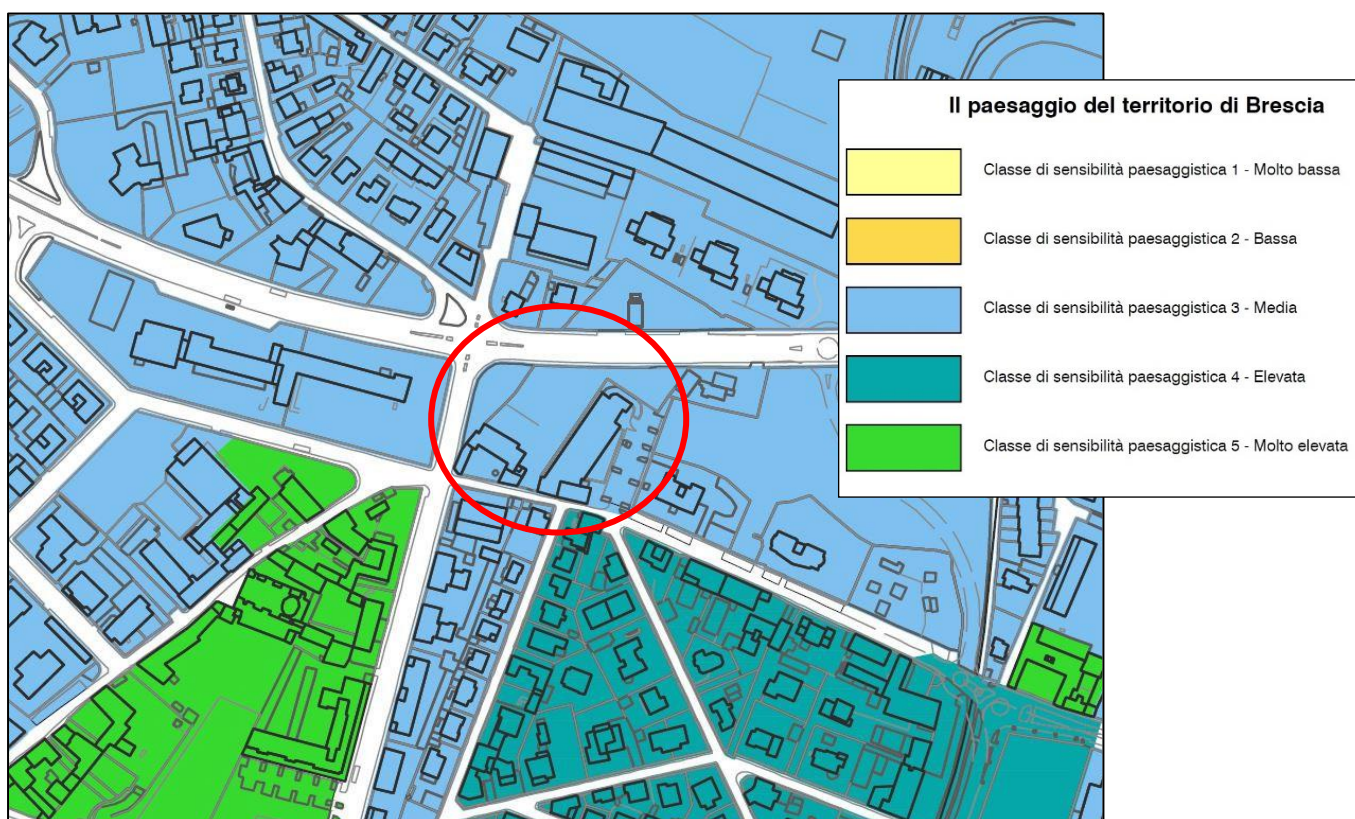 Il paesaggio del territorio di Brescia
Classe di sensibilità paesaggistica 1 - Molto bassa
Classe di sensibilità paesaggistica 2 - Bassa
Classe di sensibilità paesaggistica 3 - Media
Classe di sensibilità paesaggistica 4 - Elevata
Classe di sensibilità paesaggistica 5 - Molto elevata